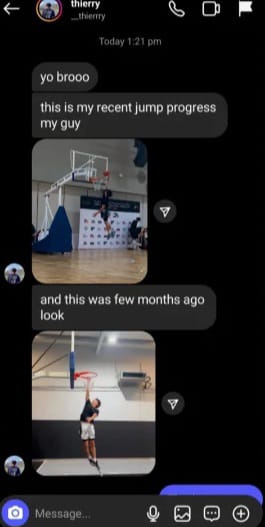 thierry
__thierrry
Today 1:21 pm
yo brooo
this is my recent jump progress
my guy
and this was few months ago
look
Message...